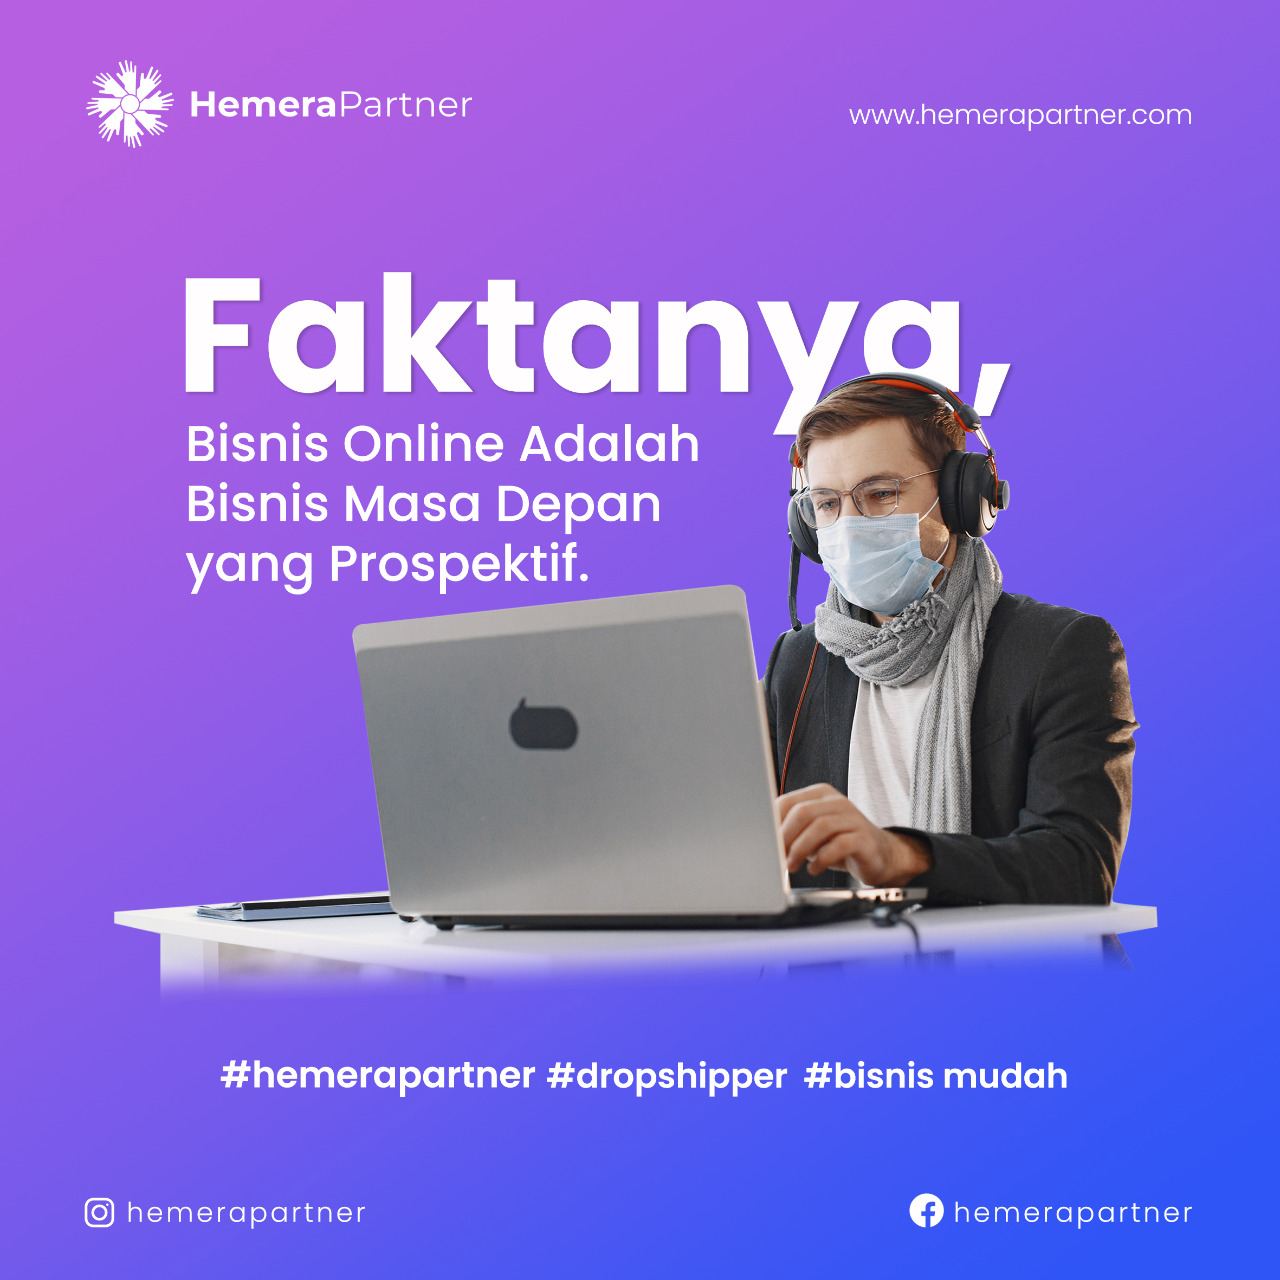 HemeraPartner
www.hemerapartner.com
Faktanya,
Bisnis Online Adalah
Bisnis Masa Depan
yang Prospektif.
#hemerapartner #dropshipper #bisnis mudah
hemerapartner
hemerapartner